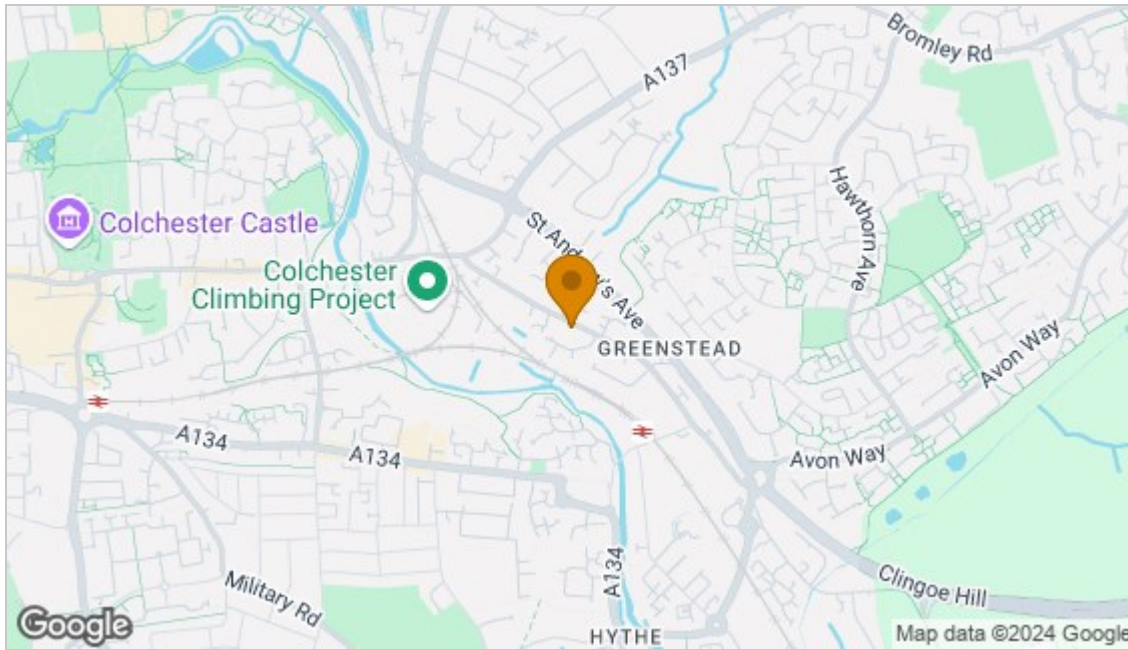 Bromley Rd
A137
Hawthorn Ave
Colchester Castle
St Andrew's Ave
Colchester
Climbing Project
GREENSTEAD
Avon Way
A134
A134
Avon Way
A134
Clingoe Hill
Military Rd
HYTHE
Google
Map data ©2024 Google